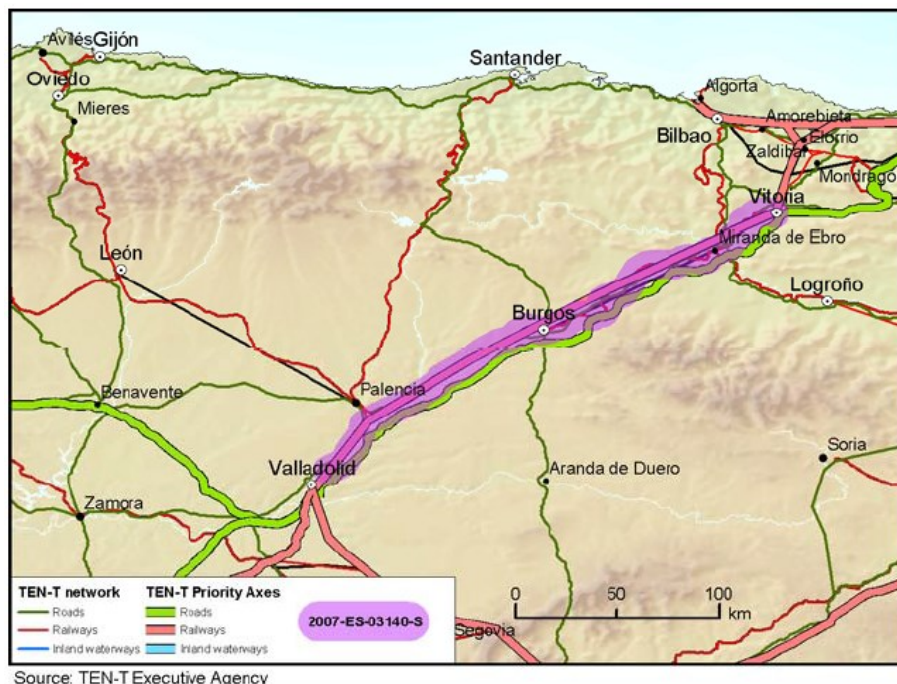 Avilés
Gijón
Oviedo
Mieres
Santander
Algorta
Amorebieta
Bilbao
Elorrio
Zaldibar
Mondrago
Vitoria
León
Miranda de Ebro
Logroño
Burgos
Palencia
Benavente
Valladolid
Aranda de Duero
Soria
Zamora
Segovia
TEN-T network
Roads
Railways
Inland waterways
TEN-T Priority Axes
Roads
Railways
Inland waterways
2007-ES-03140-S
0 50 100
km
Source: TEN-T Executive Agency